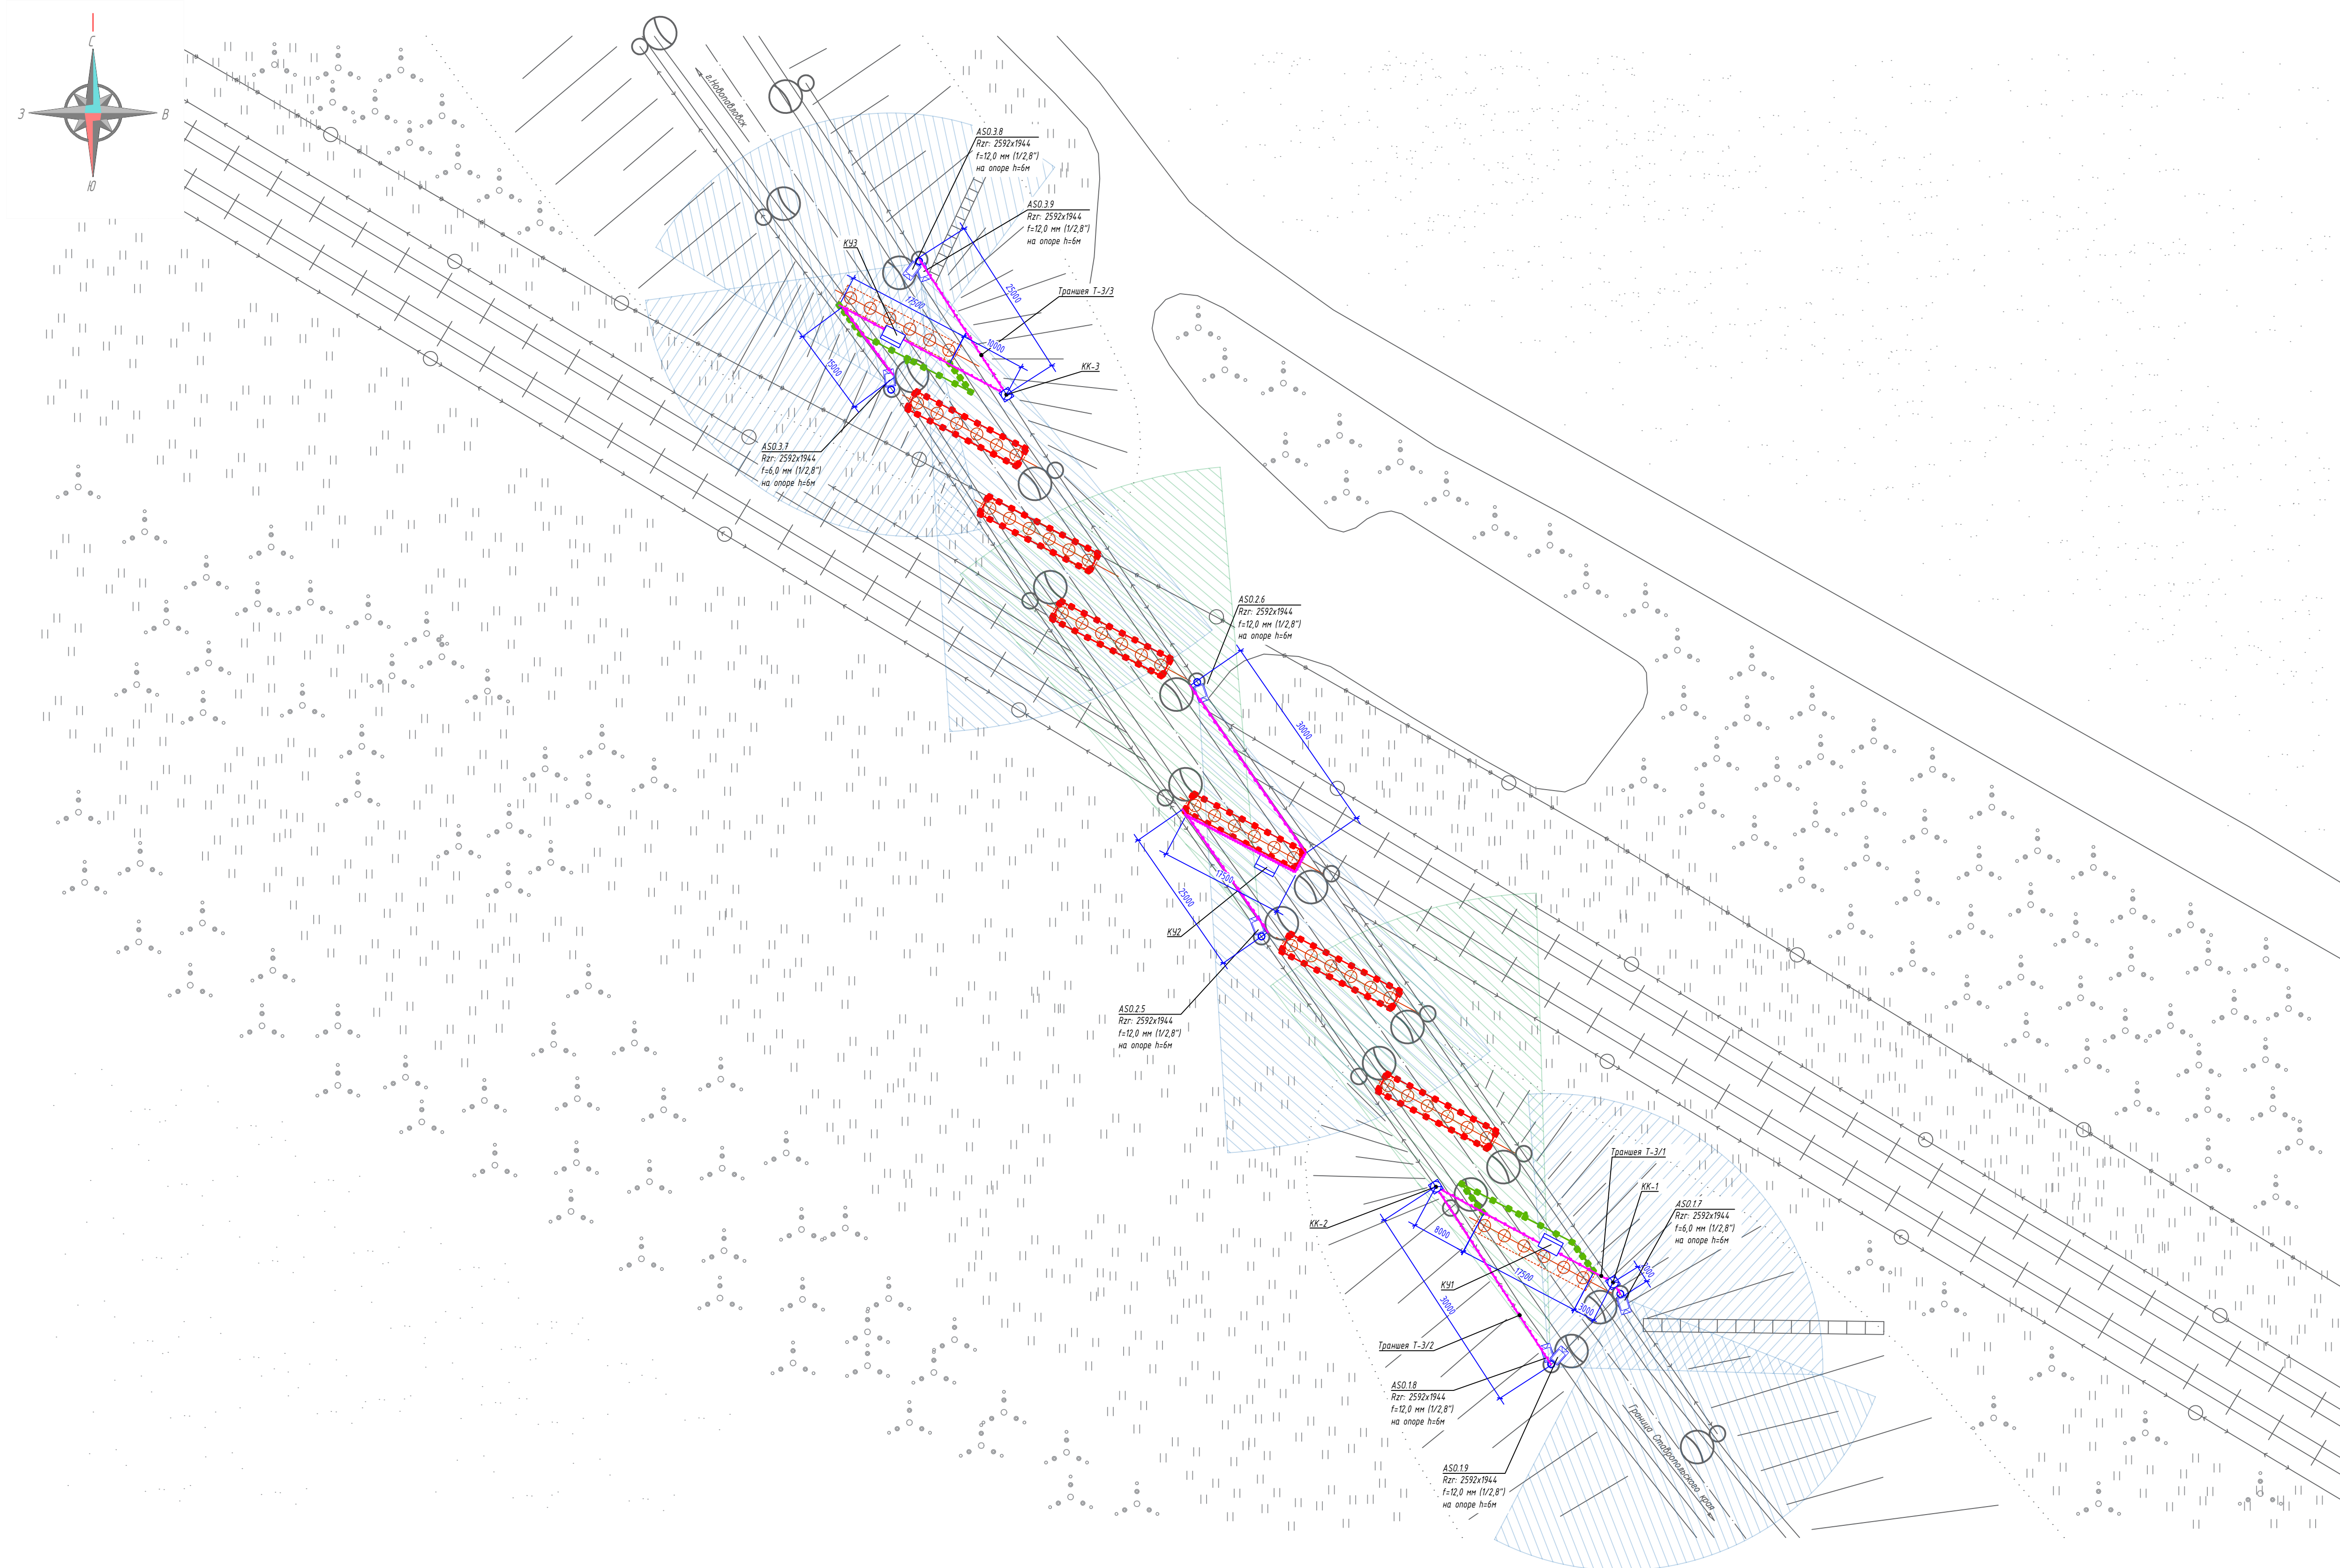 С
З
В
Ю
г.Новопавловск
ASO.3.8
Rzr: 2592x1944
f=12,0 мм (1/2,8")
на опоре h=6м
ASO.3.9
Rzr: 2592x1944
f=12,0 мм (1/2,8")
на опоре h=6м
КУ3
17500
25000
Траншея Т-3/3
10000
КК-3
15000
ASO.3.7
Rzr: 2592x1944
f=6,0 мм (1/2,8")
на опоре h=6м
ASO.2.6
Rzr: 2592x1944
f=12,0 мм (1/2,8")
на опоре h=6м
30000
17500
25000
КУ2
ASO.2.5
Rzr: 2592x1944
f=12,0 мм (1/2,8")
на опоре h=6м
Траншея Т-3/1
КК-1
ASO.1.7
Rzr: 2592x1944
f=6,0 мм (1/2,8")
на опоре h=6м
КК-2
8000
КУ1
17500
30000
3000
Траншея Т-3/2
ASO.1.8
Rzr: 2592x1944
f=12,0 мм (1/2,8")
на опоре h=6м
Граница Ставропольского края
ASO.1.9
Rzr: 2592x1944
f=12,0 мм (1/2,8")
на опоре h=6м